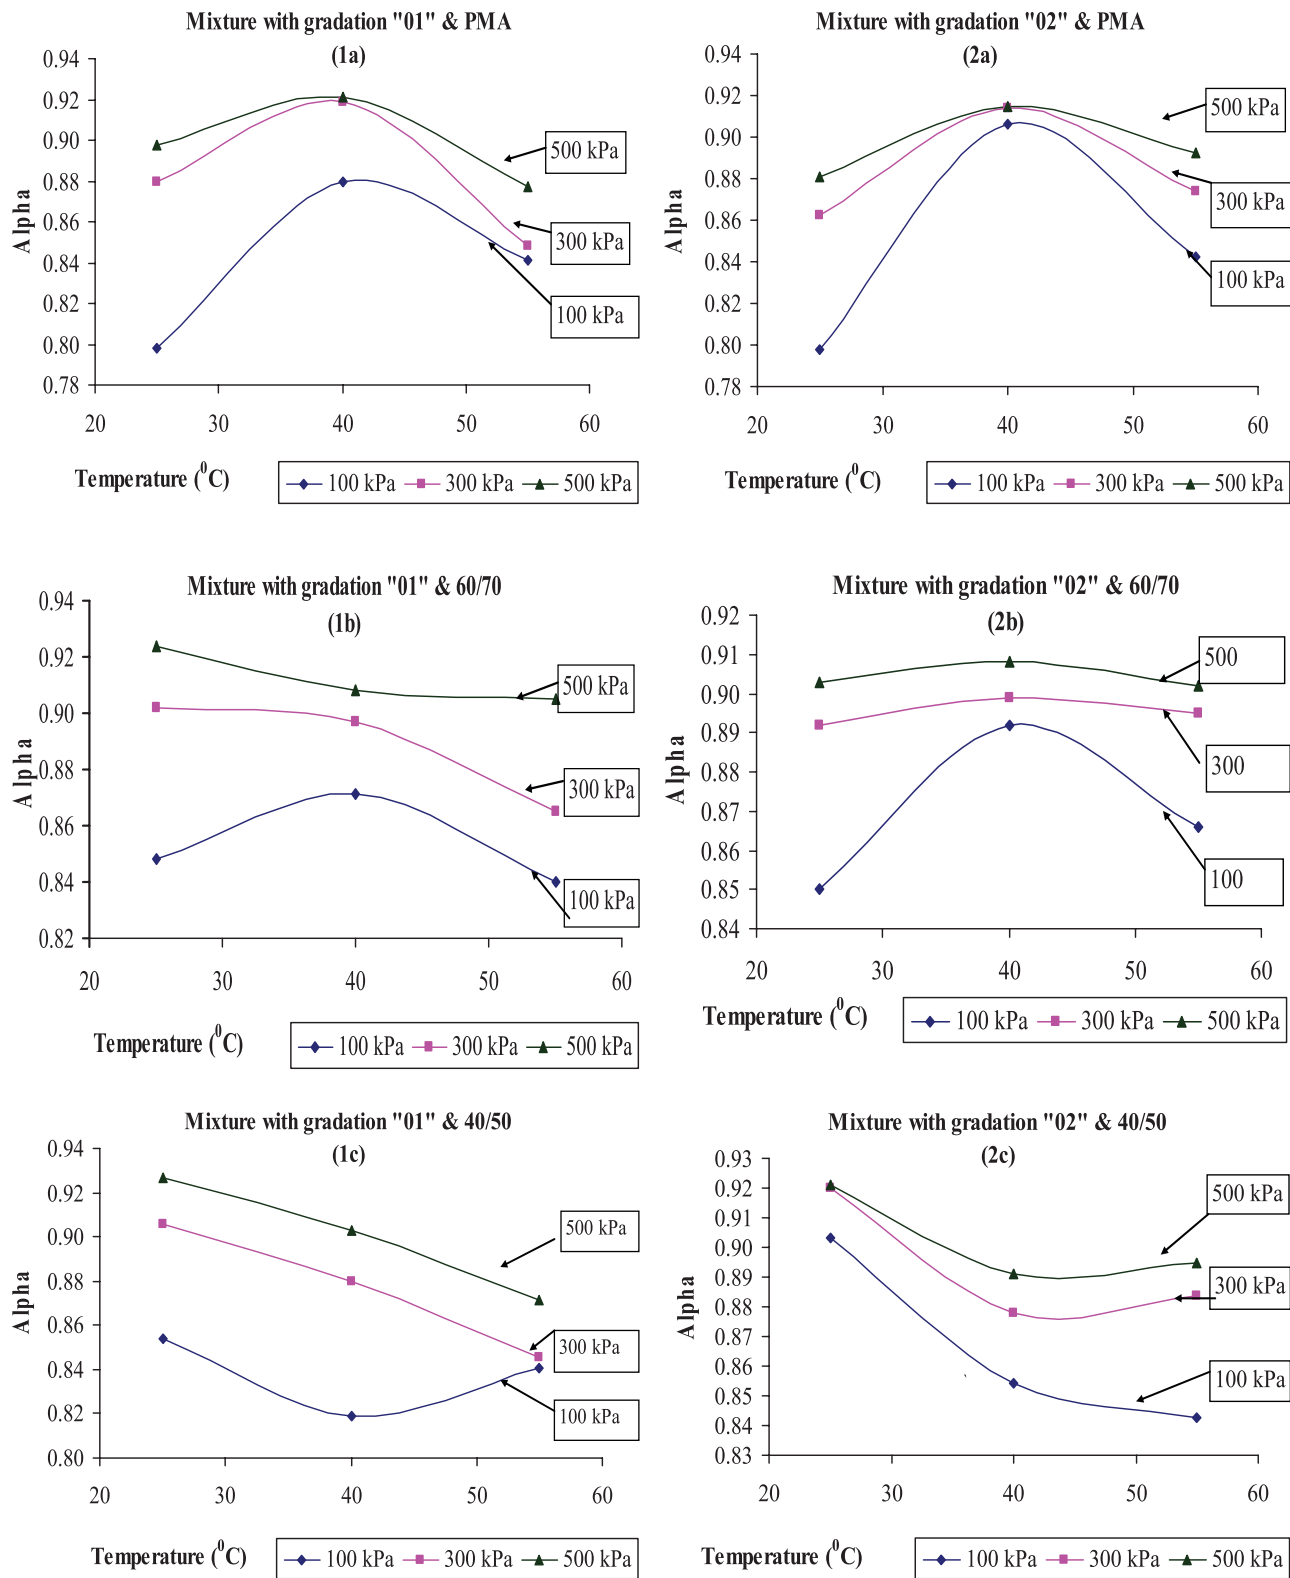 Mixture with gradation "01" & PMA
(1a)
0.94
0.92
0.90
0.88
0.86
0.84
0.82
0.80
0.78
Alpha
500 kPa
300 kPa
100 kPa
20 30 40 50 60
Temperature (⁰C)
100 kPa 300 kPa 500 kPa
Mixture with gradation "02" & PMA
(2a)
0.94
0.92
0.90
0.88
0.86
0.84
0.82
0.80
0.78
Alpha
500 kPa
300 kPa
100 kPa
20 30 40 50 60
Temperature (⁰C)
100 kPa 300 kPa 500 kPa
Mixture with gradation "01" & 60/70
(1b)
0.94
0.92
0.90
0.88
0.86
0.84
0.82
Alpha
500 kPa
300 kPa
100 kPa
20 30 40 50 60
Temperature (⁰C)
100 kPa 300 kPa 500 kPa
Mixture with gradation "02" & 60/70
(2b)
0.92
0.91
0.90
0.89
0.88
0.87
0.86
0.85
0.84
Alpha
500
300
100
20 30 40 50 60
Temperature (⁰C)
100 kPa 300 kPa 500 kPa
Mixture with gradation "01" & 40/50
(1c)
0.94
0.92
0.90
0.88
0.86
0.84
0.82
0.80
Alpha
500 kPa
300 kPa
100 kPa
20 30 40 50 60
Temperature (⁰C)
100 kPa 300 kPa 500 kPa
Mixture with gradation "02" & 40/50
(2c)
0.93
0.92
0.91
0.90
0.89
0.88
0.87
0.86
0.85
0.84
0.83
Alpha
500 kPa
300 kPa
100 kPa
20 30 40 50 60
Temperature (⁰C)
100 kPa 300 kPa 500 kPa